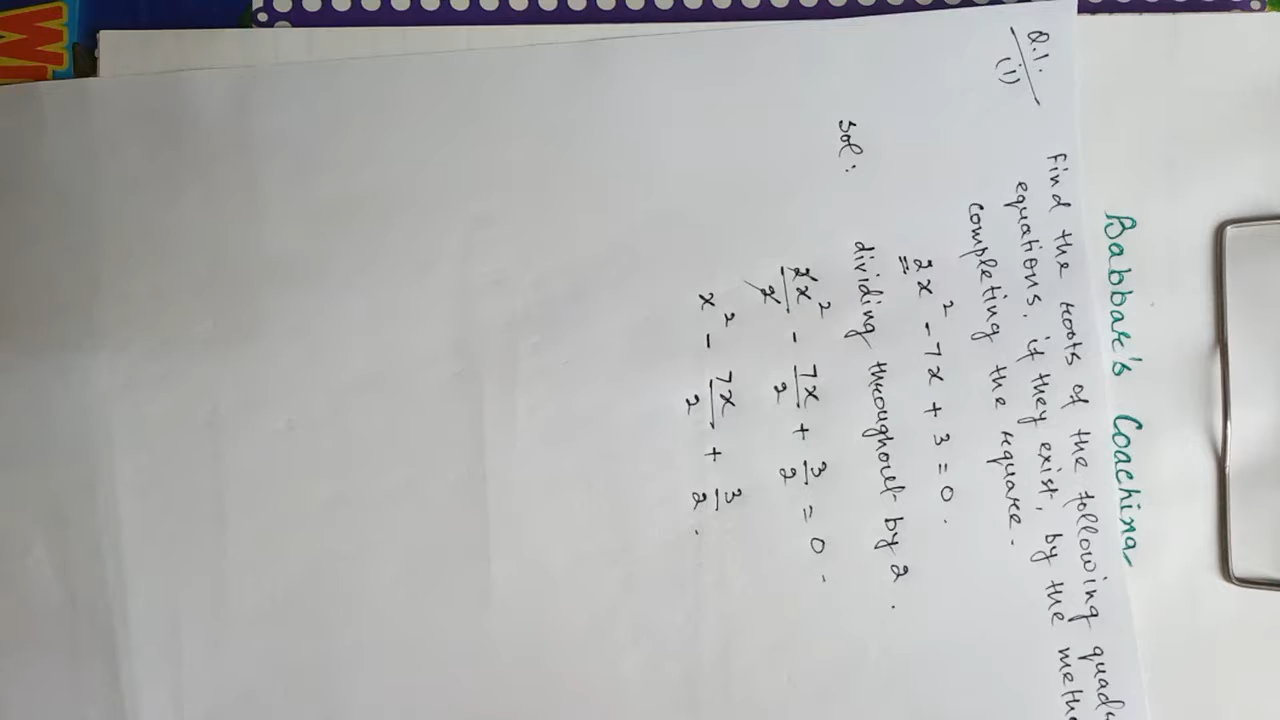 Babbar's Coaching
Q.1. Find the roots of the following
(i) equations, if they exist, by the
completing the square.
2x² - 7x + 3 = 0.
Sol: dividing throughout by 2.
2x²/2 - 7x/2 + 3/2 = 0.
x² - 7x/2 + 3/2.